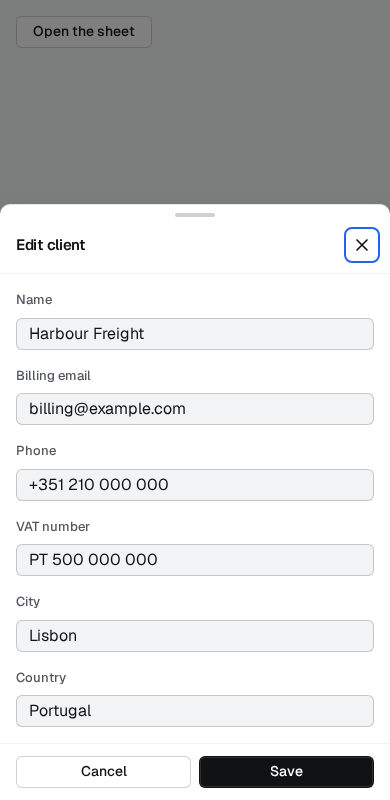 Open the sheet
Edit client
Name
Harbour Freight
Billing email
billing@example.com
Phone
+351 210 000 000
VAT number
PT 500 000 000
City
Lisbon
Country
Portugal
Cancel
Save